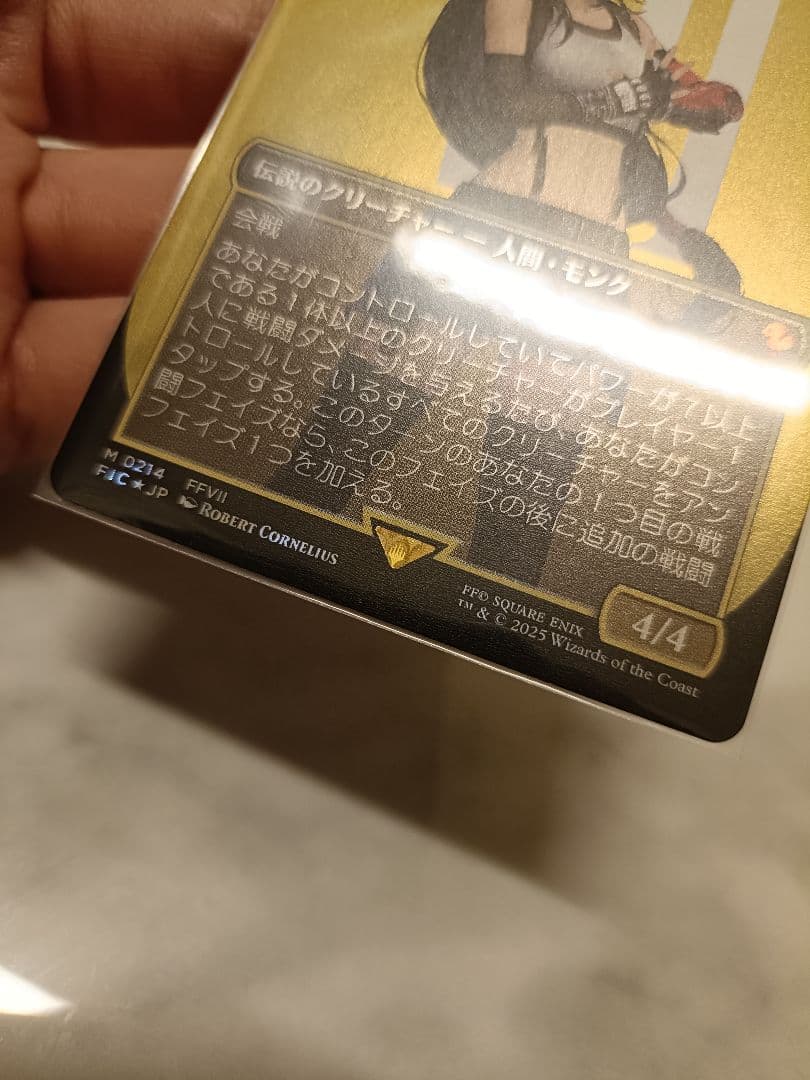 伝説のクリーチャー ― 人間・モンク
会戦
あなたがコントロールしていてパワーが7以上
である1体以上のクリーチャーがプレイヤー1
人に戦闘ダメージを与えるたび、あなたがコン
トロールしているすべてのクリーチャーをアン
タップする。このターンのあなたの1つ目の戦
闘フェイズなら、このフェイズの後に追加の戦闘
フェイズ1つを加える。
4/4
M 0214 FFVII
FIC★JP ROBERT CORNELIUS
FF© SQUARE ENIX
™ & © 2025 Wizards of the Coast